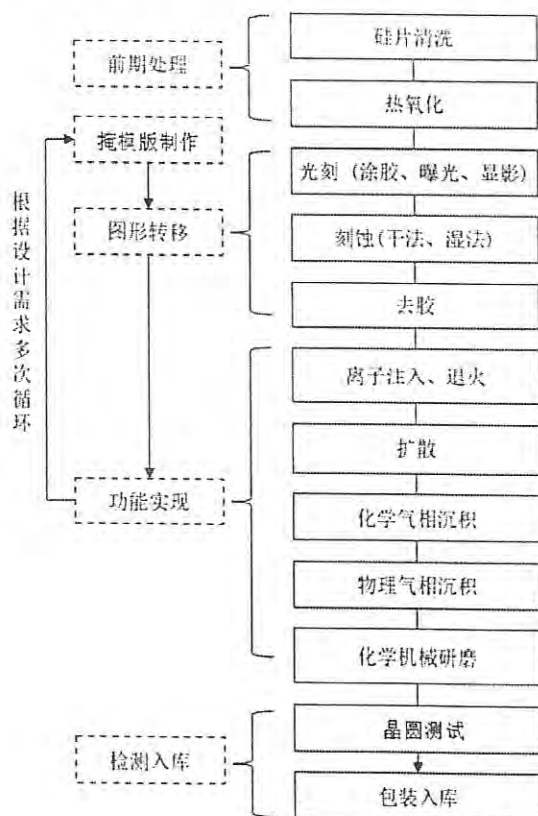 硅片清洗
前期处理
热氧化
掩模版制作
光刻（涂胶、曝光、显影）
图形转移
刻蚀(干法、湿法)
去胶
根据设计需求多次循环
离子注入、退火
扩散
功能实现
化学气相沉积
物理气相沉积
化学机械研磨
晶圆测试
检测入库
包装入库